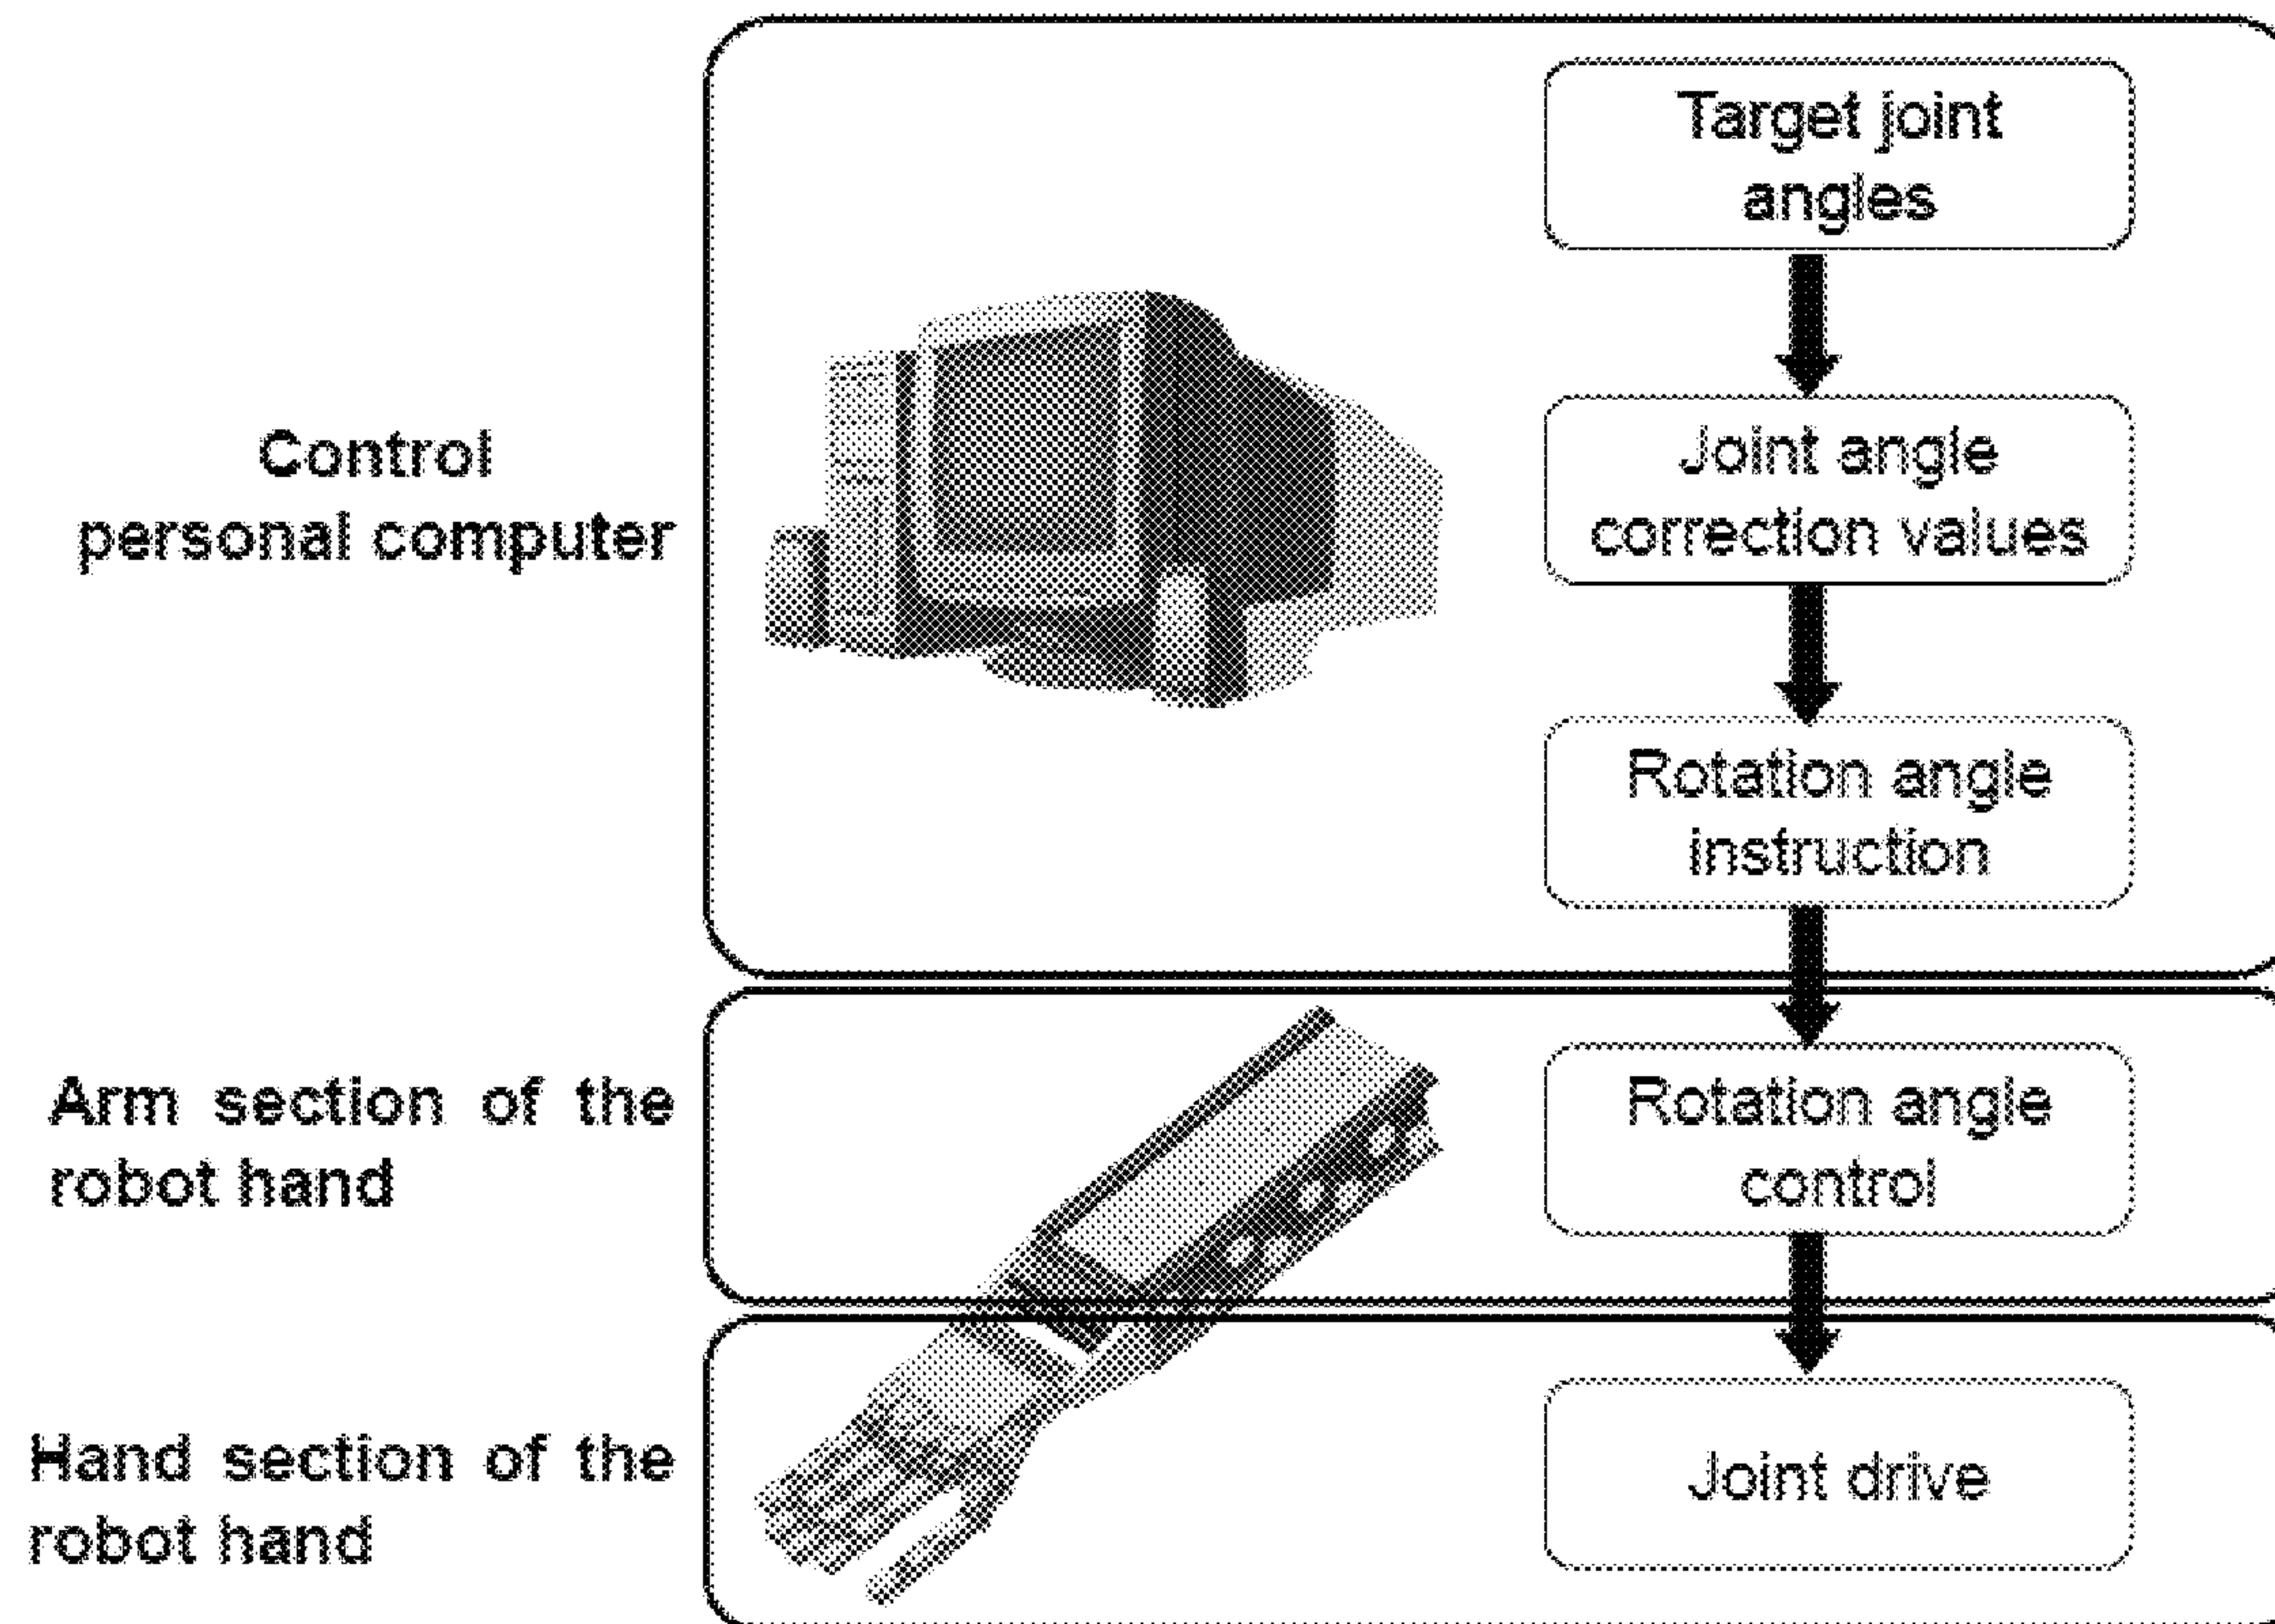 Target joint
angles
Control
personal computer
Joint angle
correction values
Rotation angle
instruction
Arm section of the
robot hand
Rotation angle
control
Hand section of the
robot hand
Joint drive